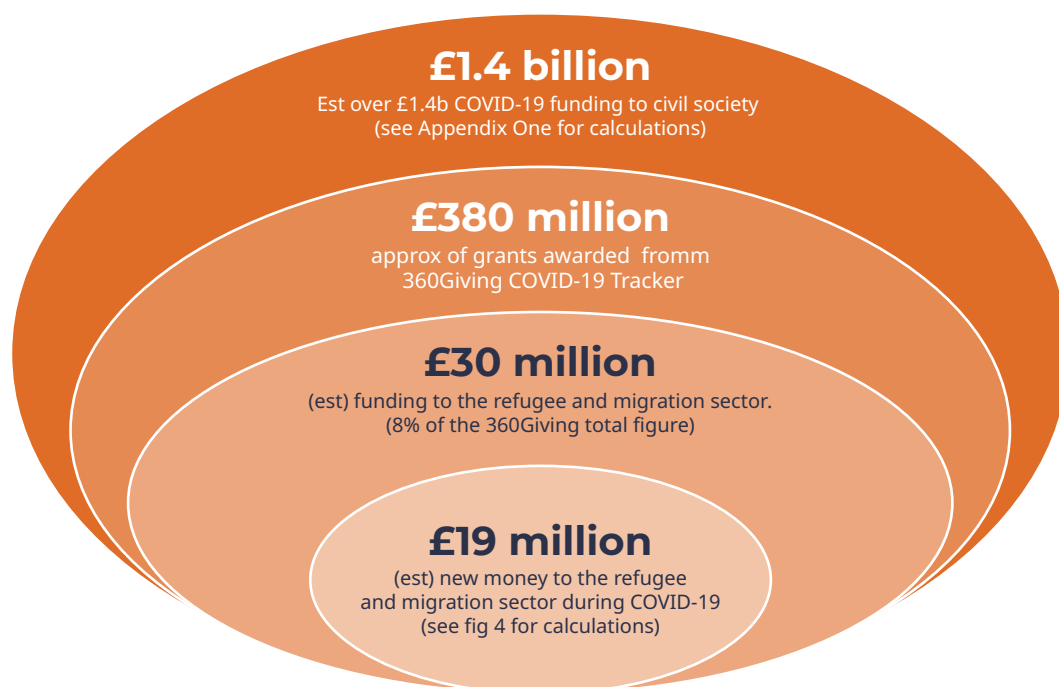 £1.4 billion
Est over £1.4b COVID-19 funding to civil society
(see Appendix One for calculations)
£380 million
approx of grants awarded  fromm
360Giving COVID-19 Tracker
£30 million
(est) funding to the refugee and migration sector.
(8% of the 360Giving total figure)
£19 million
(est) new money to the refugee
and migration sector during COVID-19
(see fig 4 for calculations)